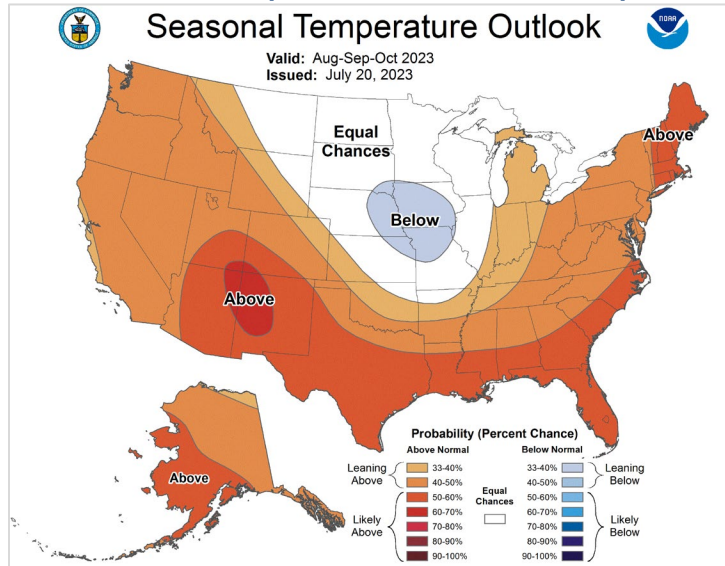 Seasonal Temperature Outlook
NOAA
Valid: Aug-Sep-Oct 2023
Issued: July 20, 2023
Equal
Chances
Above
Below
Above
Above
Probability (Percent Chance)
Above Normal
Below Normal
Leaning
Above
33-40%
40-50%
Likely
Above
50-60%
60-70%
70-80%
80-90%
90-100%
Equal
Chances
33-40%
40-50%
Leaning
Below
50-60%
60-70%
70-80%
80-90%
90-100%
Likely
Below